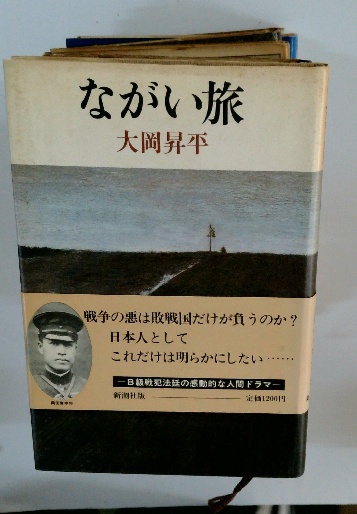 ながい旅
大岡昇平
戦争の悪は敗戦国だけが負うのか？
日本人として
これだけは明らかにしたい……
―B級戦犯法廷の感動的な人間ドラマ―
新潮社版 ―― 定価1200円